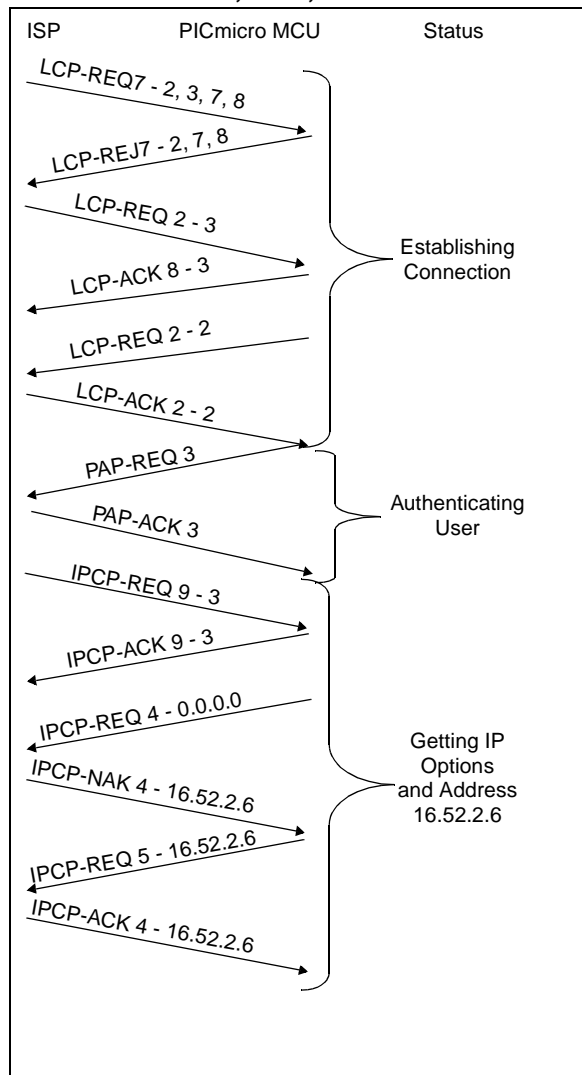 ISP PICmicro MCU Status
LCP-REQ7 - 2, 3, 7, 8
LCP-REJ7 - 2, 7, 8
LCP-REQ 2 - 3
LCP-ACK 8 - 3
Establishing
Connection
LCP-REQ 2 - 2
LCP-ACK 2 - 2
PAP-REQ 3
PAP-ACK 3
Authenticating
User
IPCP-REQ 9 - 3
IPCP-ACK 9 - 3
IPCP-REQ 4 - 0.0.0.0
IPCP-NAK 4 - 16.52.2.6
IPCP-REQ 5 - 16.52.2.6
IPCP-ACK 4 - 16.52.2.6
Getting IP
Options
and Address
16.52.2.6